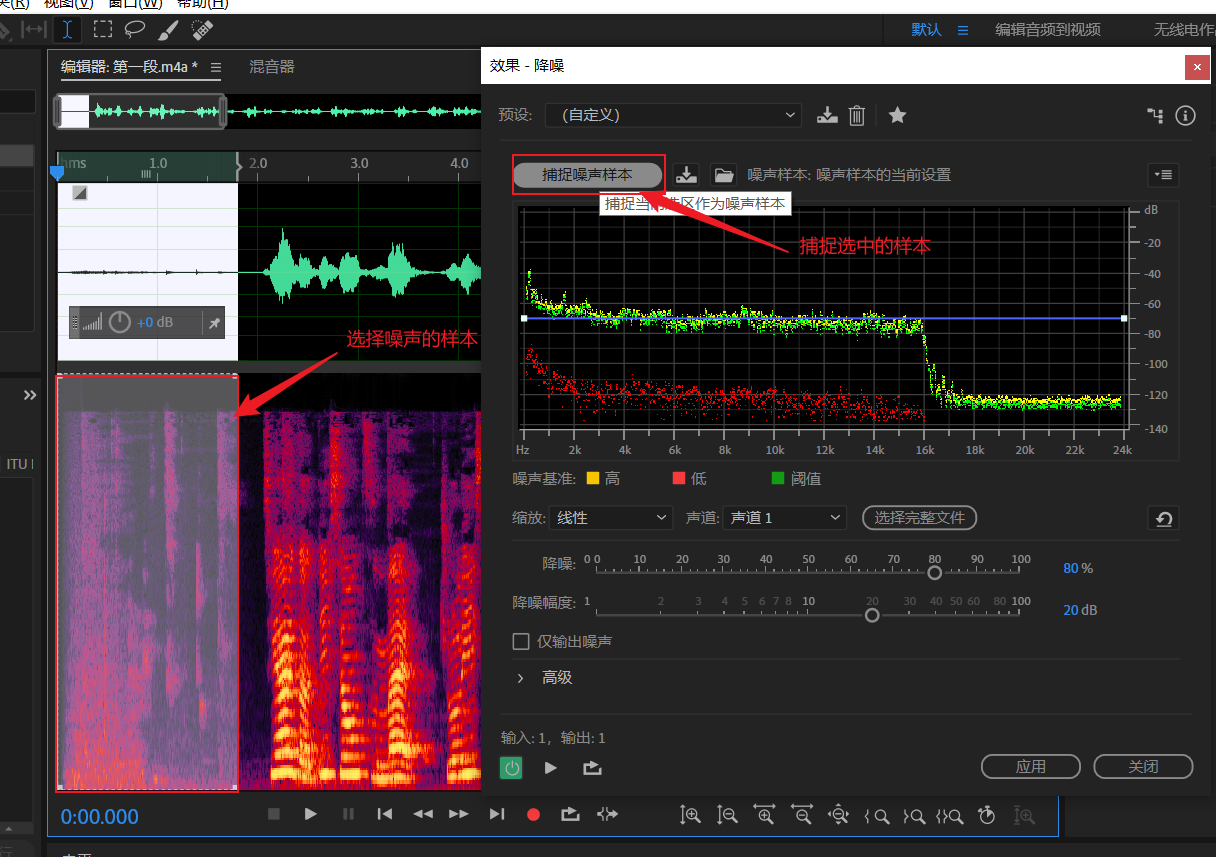 视图(V) 窗口(W) 帮助(H)
默认 ≡ 编辑音频到视频 无线电作
编辑器: 第一段.m4a * ≡ 混音器
效果 - 降噪
预设: (自定义)
hms 1.0 2.0 3.0 4.0
捕捉噪声样本 噪声样本: 噪声样本的当前设置
捕捉当前选区作为噪声样本
捕捉选中的样本
dB
-20
-40
-60
-80
-100
-120
-140
+0 dB
选择噪声的样本
Hz 2k 4k 6k 8k 10k 12k 14k 16k 18k 20k 22k 24k
ITU
噪声基准: 高 低 阈值
缩放: 线性 声道: 声道 1 选择完整文件
降噪: 0 0 10 20 30 40 50 60 70 80 90 100 80 %
降噪幅度: 1 2 3 4 5 6 7 8 10 20 30 40 50 60 80 100 20 dB
仅输出噪声
高级
输入: 1, 输出: 1
应用 关闭
0:00.000